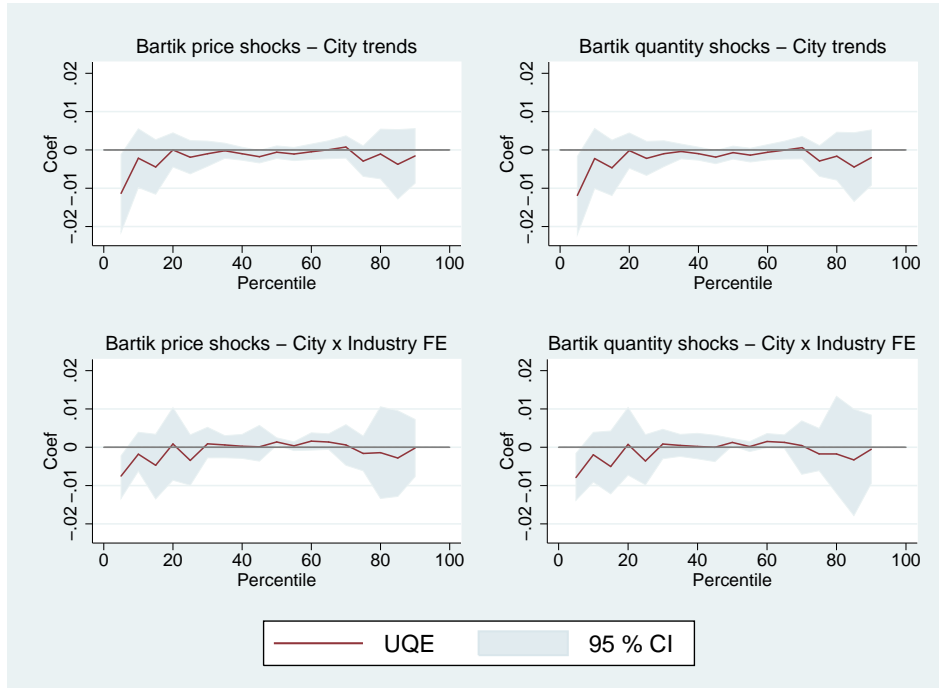 Bartik price shocks – City trends
Coef
.02
.01
0
-.01
-.02
0 20 40 60 80 100
Percentile
Bartik quantity shocks – City trends
Coef
.02
.01
0
-.01
-.02
0 20 40 60 80 100
Percentile
Bartik price shocks – City x Industry FE
Coef
.02
.01
0
-.01
-.02
0 20 40 60 80 100
Percentile
Bartik quantity shocks – City x Industry FE
Coef
.02
.01
0
-.01
-.02
0 20 40 60 80 100
Percentile
UQE 95 % CI